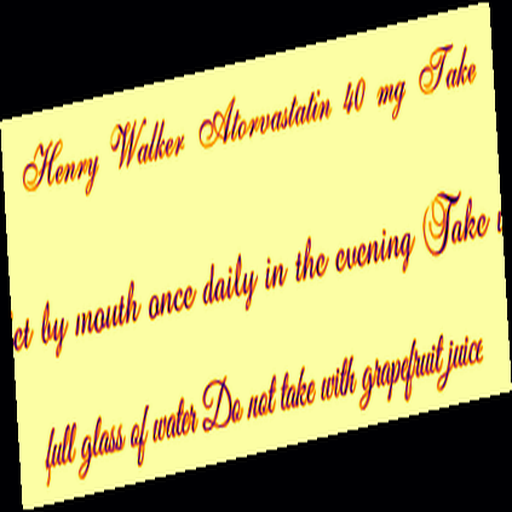 Henry Walker Atorvastatin 40 mg Take
by mouth once daily in the evening Take
full glass of water Do not take with grapefruit juice